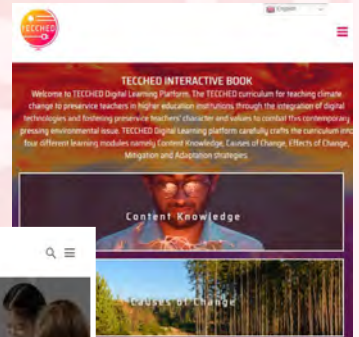 English
TECCHED
TECCHED INTERACTIVE BOOK
Welcome to TECCHED Digital Learning Platform. The TECCHED curriculum for teaching climate
change to preservice teachers in higher education institutions through the integration of digital
technologies and fostering preservice teachers' character and values to combat this contemporary
pressing environmental issue. TECCHED Digital Learning platform carefully crafts the curriculum into
four different learning modules namely Content Knowledge, Causes of Change, Effects of Change,
Mitigation and Adaptation strategies.
Content Knowledge
Causes of Change